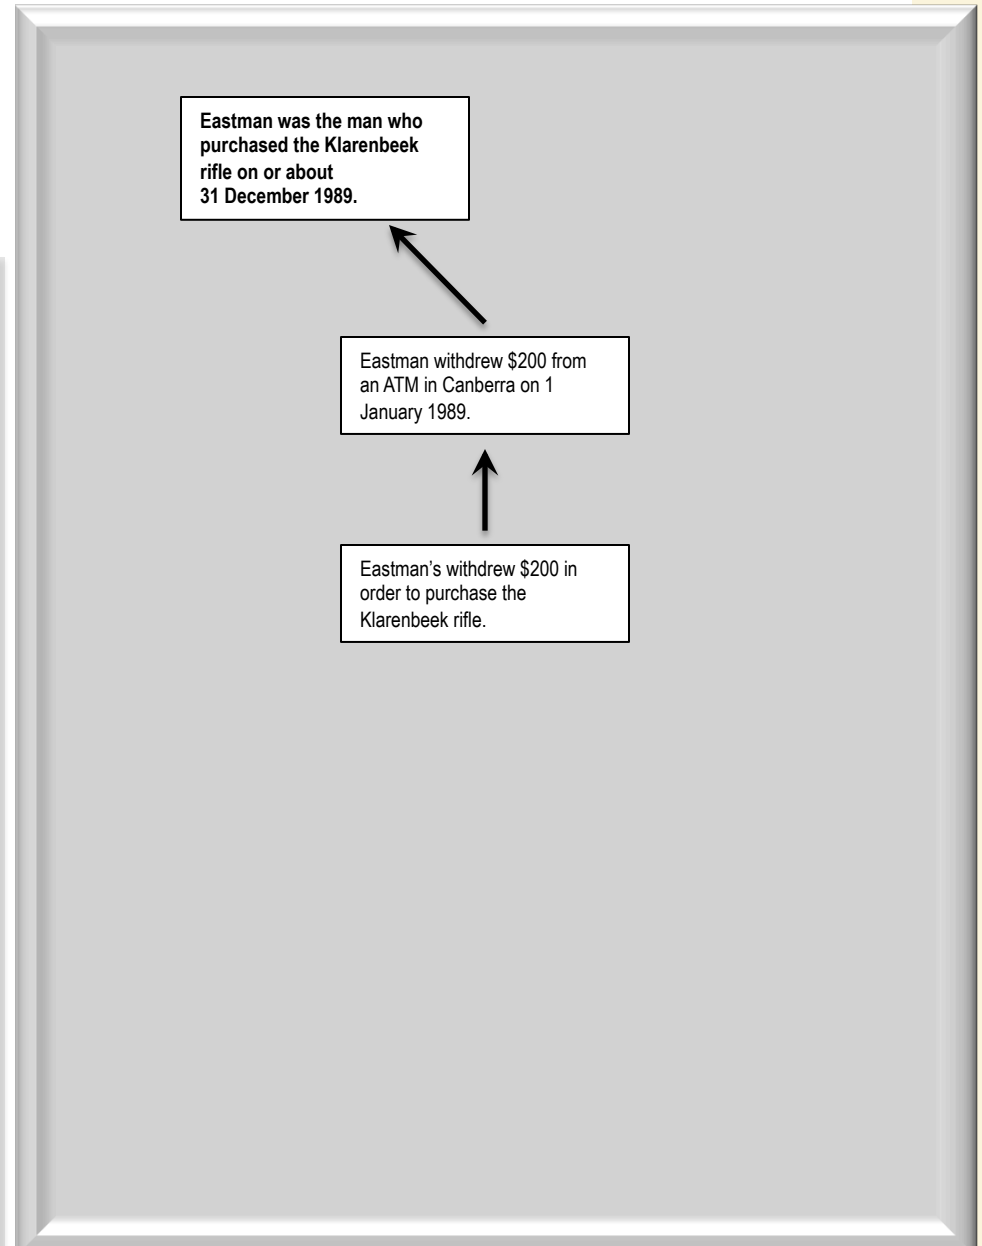 Eastman was the man who
purchased the Klarenbeek
rifle on or about
31 December 1989.
Eastman withdrew $200 from
an ATM in Canberra on 1
January 1989.
Eastman’s withdrew $200 in
order to purchase the
Klarenbeek rifle.